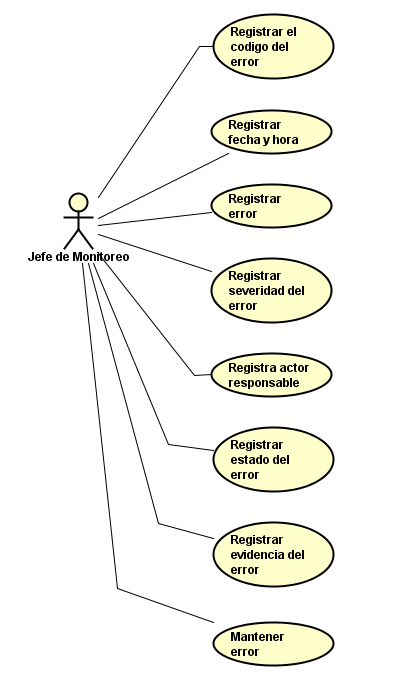 Registrar el
codigo del
error
Registrar
fecha y hora
Registrar
error
Jefe de Monitoreo
Registrar
severidad del
error
Registra actor
responsable
Registrar
estado del
error
Registrar
evidencia del
error
Mantener
error